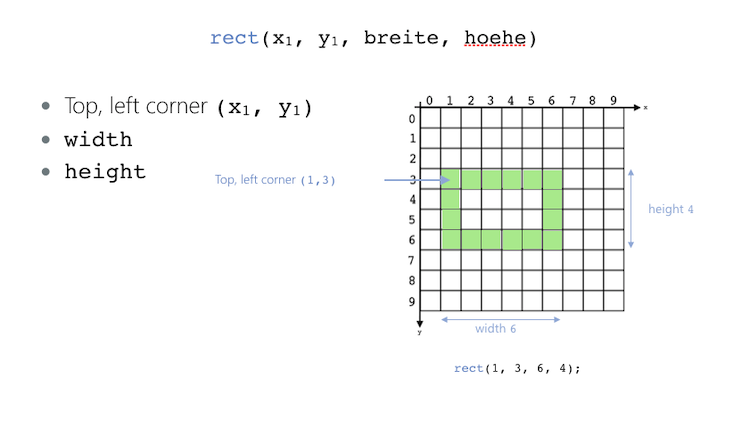 rect(x₁, y₁, breite, hoehe)
• Top, left corner (x₁, y₁)
• width
• height
Top, left corner (1,3)
0 1 2 3 4 5 6 7 8 9 x
0
1
2
3
4
5
6
7
8
9
y
height 4
width 6
rect(1, 3, 6, 4);